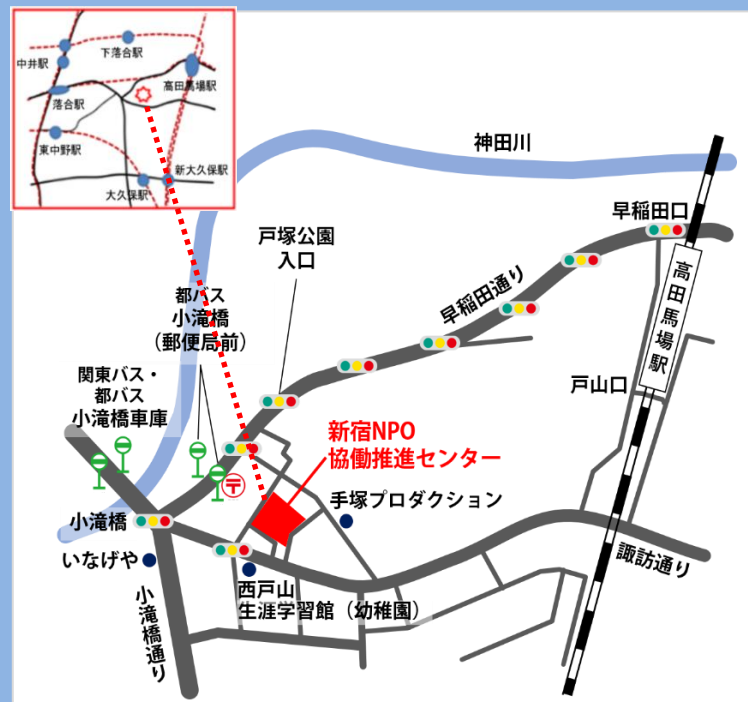 中井駅
下落合駅
高田馬場駅
落合駅
東中野駅
新大久保駅
大久保駅
神田川
早稲田口
戸塚公園
入口
早稲田通り
高田馬場駅
都バス
小滝橋
（郵便局前）
戸山口
関東バス・
都バス
小滝橋車庫
新宿NPO
協働推進センター
〒
手塚プロダクション
小滝橋
諏訪通り
いなげや
西戸山
生涯学習館（幼稚園）
小滝橋通り